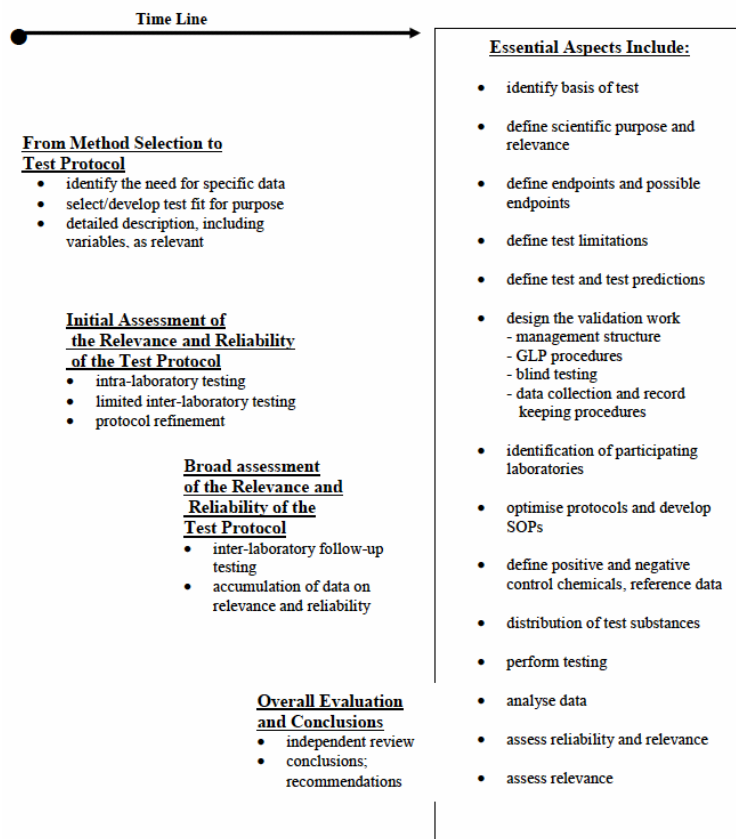 Time Line
From Method Selection to
Test Protocol
• identify the need for specific data
• select/develop test fit for purpose
• detailed description, including
variables, as relevant
Initial Assessment of
the Relevance and Reliability
of the Test Protocol
• intra-laboratory testing
• limited inter-laboratory testing
• protocol refinement
Broad assessment
of the Relevance and
Reliability of the
Test Protocol
• inter-laboratory follow-up
testing
• accumulation of data on
relevance and reliability
Overall Evaluation
and Conclusions
• independent review
• conclusions;
recommendations
Essential Aspects Include:
• identify basis of test
• define scientific purpose and
relevance
• define endpoints and possible
endpoints
• define test limitations
• define test and test predictions
• design the validation work
- management structure
- GLP procedures
- blind testing
- data collection and record
keeping procedures
• identification of participating
laboratories
• optimise protocols and develop
SOPs
• define positive and negative
control chemicals, reference data
• distribution of test substances
• perform testing
• analyse data
• assess reliability and relevance
• assess relevance